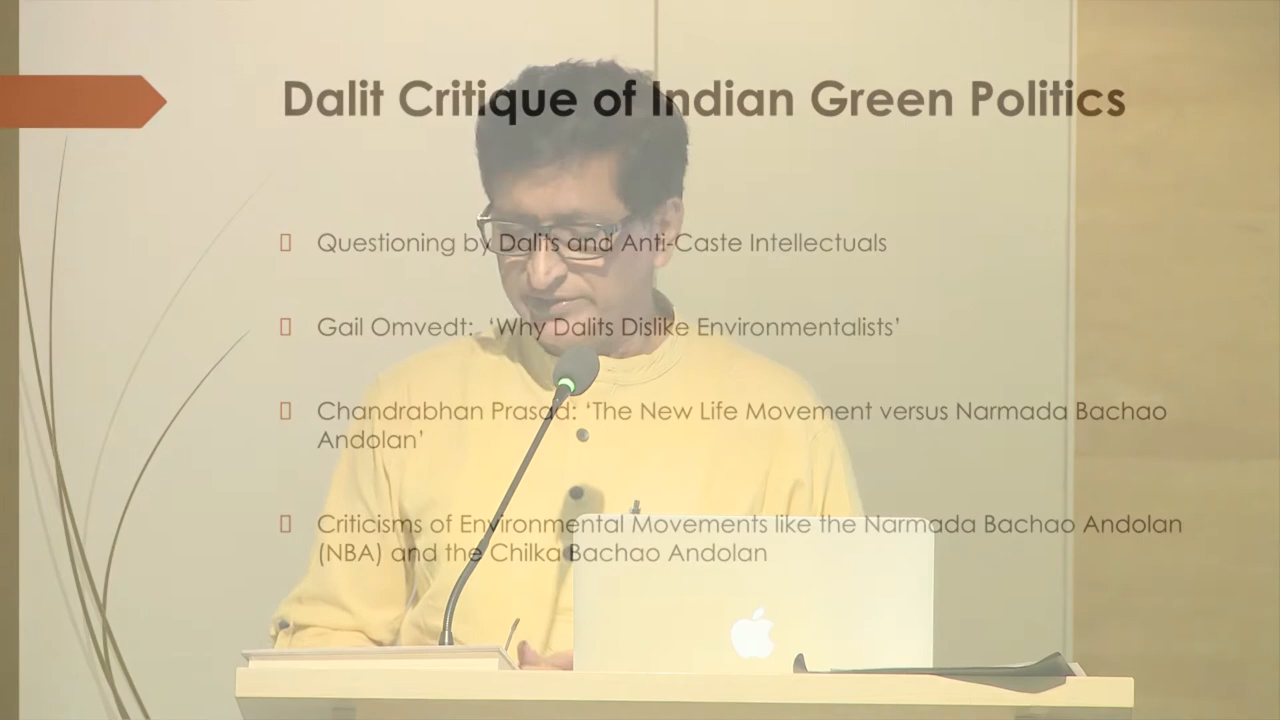 Dalit Critique of Indian Green Politics
Questioning by Dalits and Anti-Caste Intellectuals
Gail Omvedt: ‘Why Dalits Dislike Environmentalists’
Chandrabhan Prasad: ‘The New Life Movement versus Narmada Bachao
Andolan’
Criticisms of Environmental Movements like the Narmada Bachao Andolan
(NBA) and the Chilka Bachao Andolan